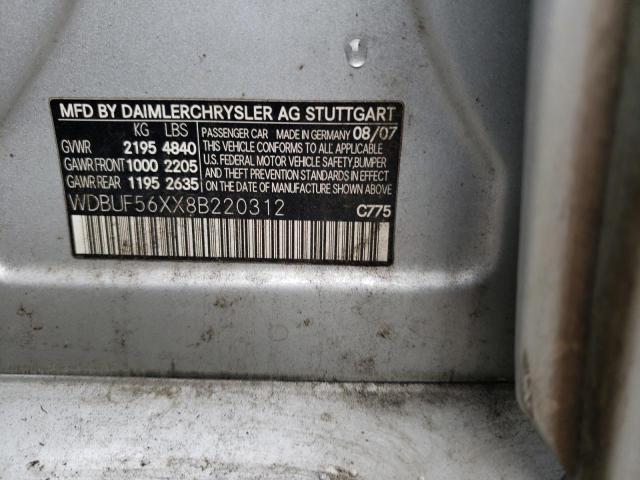 MFD BY DAIMLERCHRYSLER AG STUTTGART
KG LBS
GVWR 2195 4840
GAWR FRONT 1000 2205
GAWR REAR 1195 2635
PASSENGER CAR MADE IN GERMANY 08/07
THIS VEHICLE CONFORMS TO ALL APPLICABLE
U.S. FEDERAL MOTOR VEHICLE SAFETY, BUMPER
AND THEFT PREVENTION STANDARDS IN EFFECT
ON THE DATE OF MANUFACTURE SHOWN ABOVE.
WDBUF56XX8B220312
C775